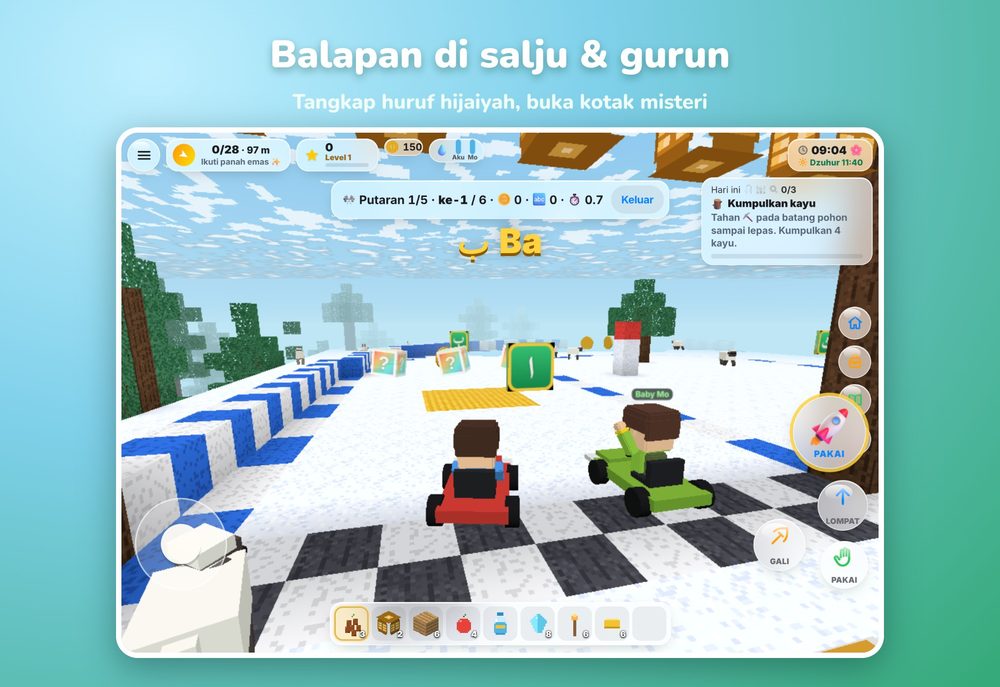 Balapan di salju & gurun
Tangkap huruf hijaiyah, buka kotak misteri
0/28 · 97 m
Ikuti panah emas
0
Level 1
150
Aku Mo
09:04
Dzuhur 11:40
Putaran 1/5 · ke-1 / 6 · 0 · abc 0 · 0.7
Keluar
Hari ini 0/3
Kumpulkan kayu
Tahan pada batang pohon
sampai lepas. Kumpulkan 4
kayu.
ب Ba
? ?
ا
Baby Mo
PAKAI
LOMPAT
GALI
PAKAI
3 2 6 4 8 6 6